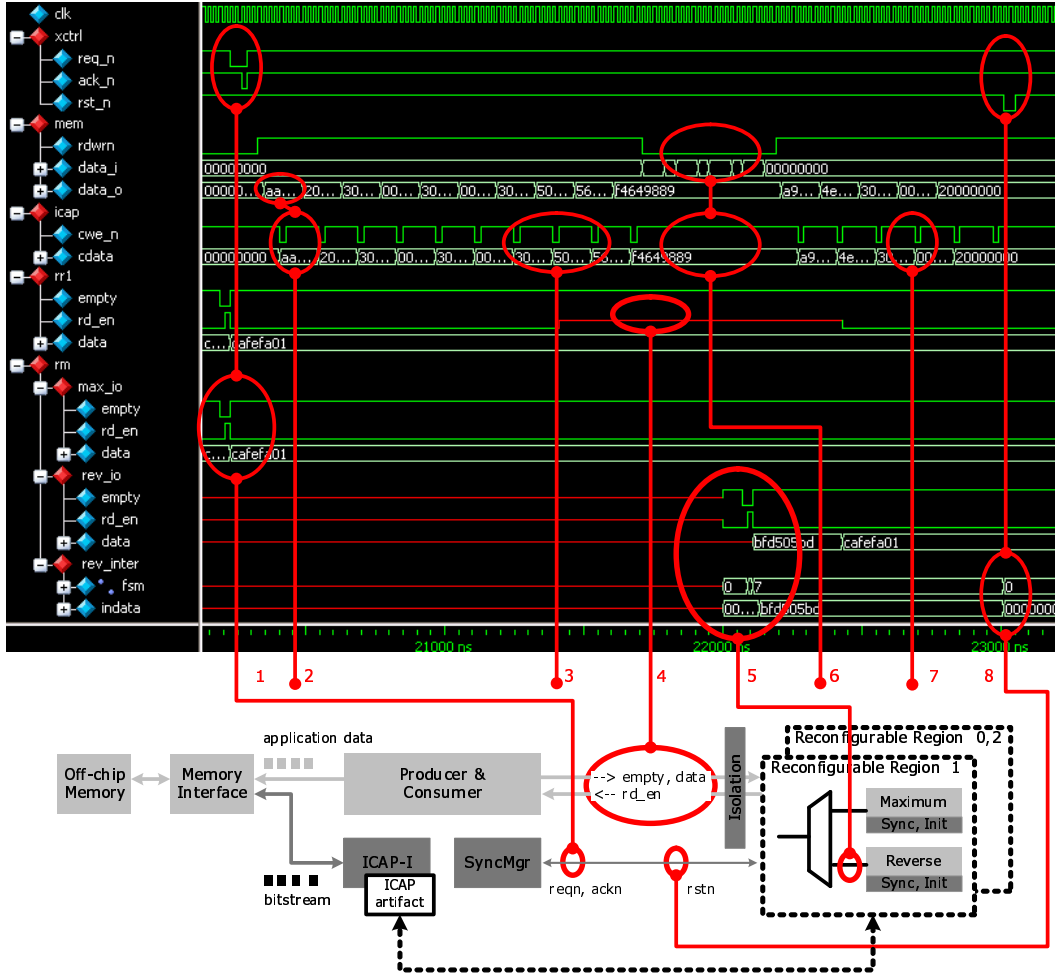 clk
xctrl
req_n
ack_n
rst_n
mem
rdwrn
data_i 00000000 00000000
data_o 00000... aa... 20... 30... 00... 30... 00... 30... 50... 56... f4649889 a9... 4e... 30... 00... 20000000
icap
cwe_n
cdata 00000000 aa... 20... 30... 00... 30... 00... 30... 50... 56... f4649889 a9... 4e... 30... 00... 20000000
rr1
empty
rd_en
data c... cafefa01
rm
max_io
empty
rd_en
data c... cafefa01
rev_io
empty
rd_en
data bfd505bd cafefa01
rev_inter
fsm 0 7 0
indata 00... bfd505bd 0000000
21000 ns 22000 ns 23000 ns
1 2 3 4 5 6 7 8
application data
Reconfigurable Region 0,2
Reconfigurable Region 1
Off-chip
Memory
Memory
Interface
Producer &
Consumer
--> empty, data
<-- rd_en
Isolation
Maximum
Sync, Init
Reverse
Sync, Init
ICAP-I
ICAP
artifact
SyncMgr
reqn, ackn
rstn
bitstream